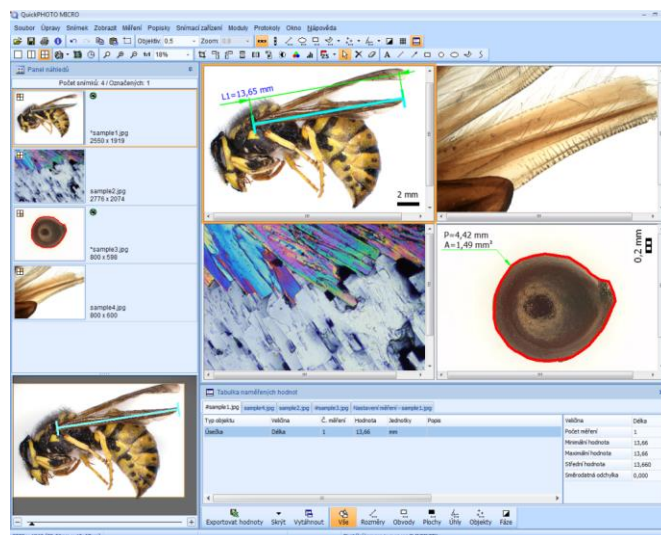 QuickPHOTO MICRO
Soubor Úpravy Snímek Zobrazit Měření Popisky Snímací zařízení Moduly Protokoly Okno Nápověda
Objektiv 0.5 Zoom 0.8
1:1 18%
Panel náhledů
Počet snímků: 4 / Označených: 1
*sample1.jpg
2550 x 1919
sample2.jpg
2776 x 2074
*sample3.jpg
800 x 598
sample4.jpg
800 x 600
L1=13,65 mm
2 mm
P=4,42 mm
A=1,49 mm²
0,2 mm
Tabulka naměřených hodnot
*sample1.jpg sample4.jpg sample2.jpg *sample3.jpg Nastavení měření - sample1.jpg
Typ objektu Veličina Č. měření Hodnota Jednotky Popis
Úsečka Délka 1 13,66 mm
Veličina Délka
Počet měření 1
Minimální hodnota 13,66
Maximální hodnota 13,66
Střední hodnota 13,660
Směrodatná odchylka 0,000
Exportovat hodnoty Skrýt Vytáhnout Vše Rozměry Obvody Plochy Úhly Objekty Fáze